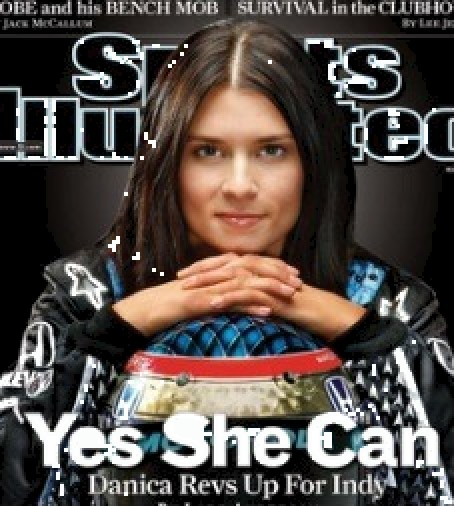 OBE and his BENCH MOB SURVIVAL in the CLUBHO
JACK MCCALLUM BY LEE JE
Sports
Illustrated
Yes She Can
Danica Revs Up For Indy